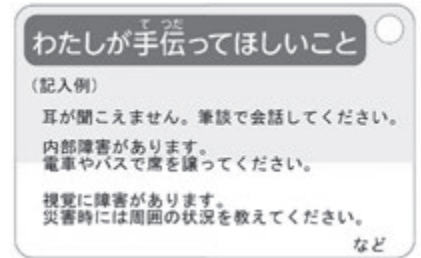 わたしが手伝ってほしいこと
（記入例）
耳が聞こえません。筆談で会話してください。
内部障害があります。
電車やバスで席を譲ってください。
視覚に障害があります。
災害時には周囲の状況を教えてください。
など